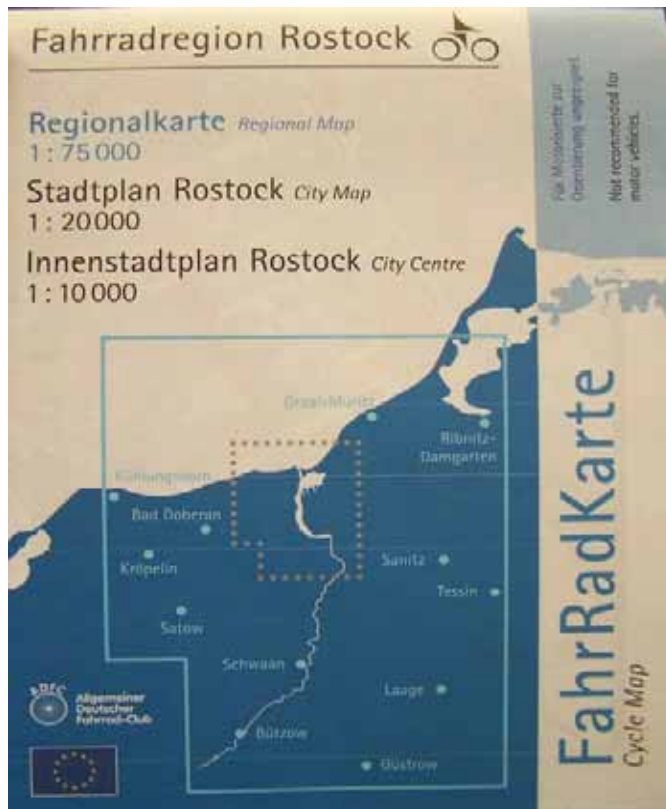 Fahrradregion Rostock
Regionalkarte Regional Map
1 : 75 000
Stadtplan Rostock City Map
1 : 20 000
Innenstadtplan Rostock City Centre
1 : 10 000
Für Motorisierte zur
Orientierung ungeeignet.
Not recommended for
motor vehicles.
Graal-Müritz
Ribnitz-
Damgarten
Kühlungsborn
Bad Doberan
Kröpelin
Sanitz
Tessin
Satow
Schwaan
Laage
Bützow
Güstrow
ADFC
Allgemeiner
Deutscher
Fahrrad-Club
FahrRadKarte
Cycle Map